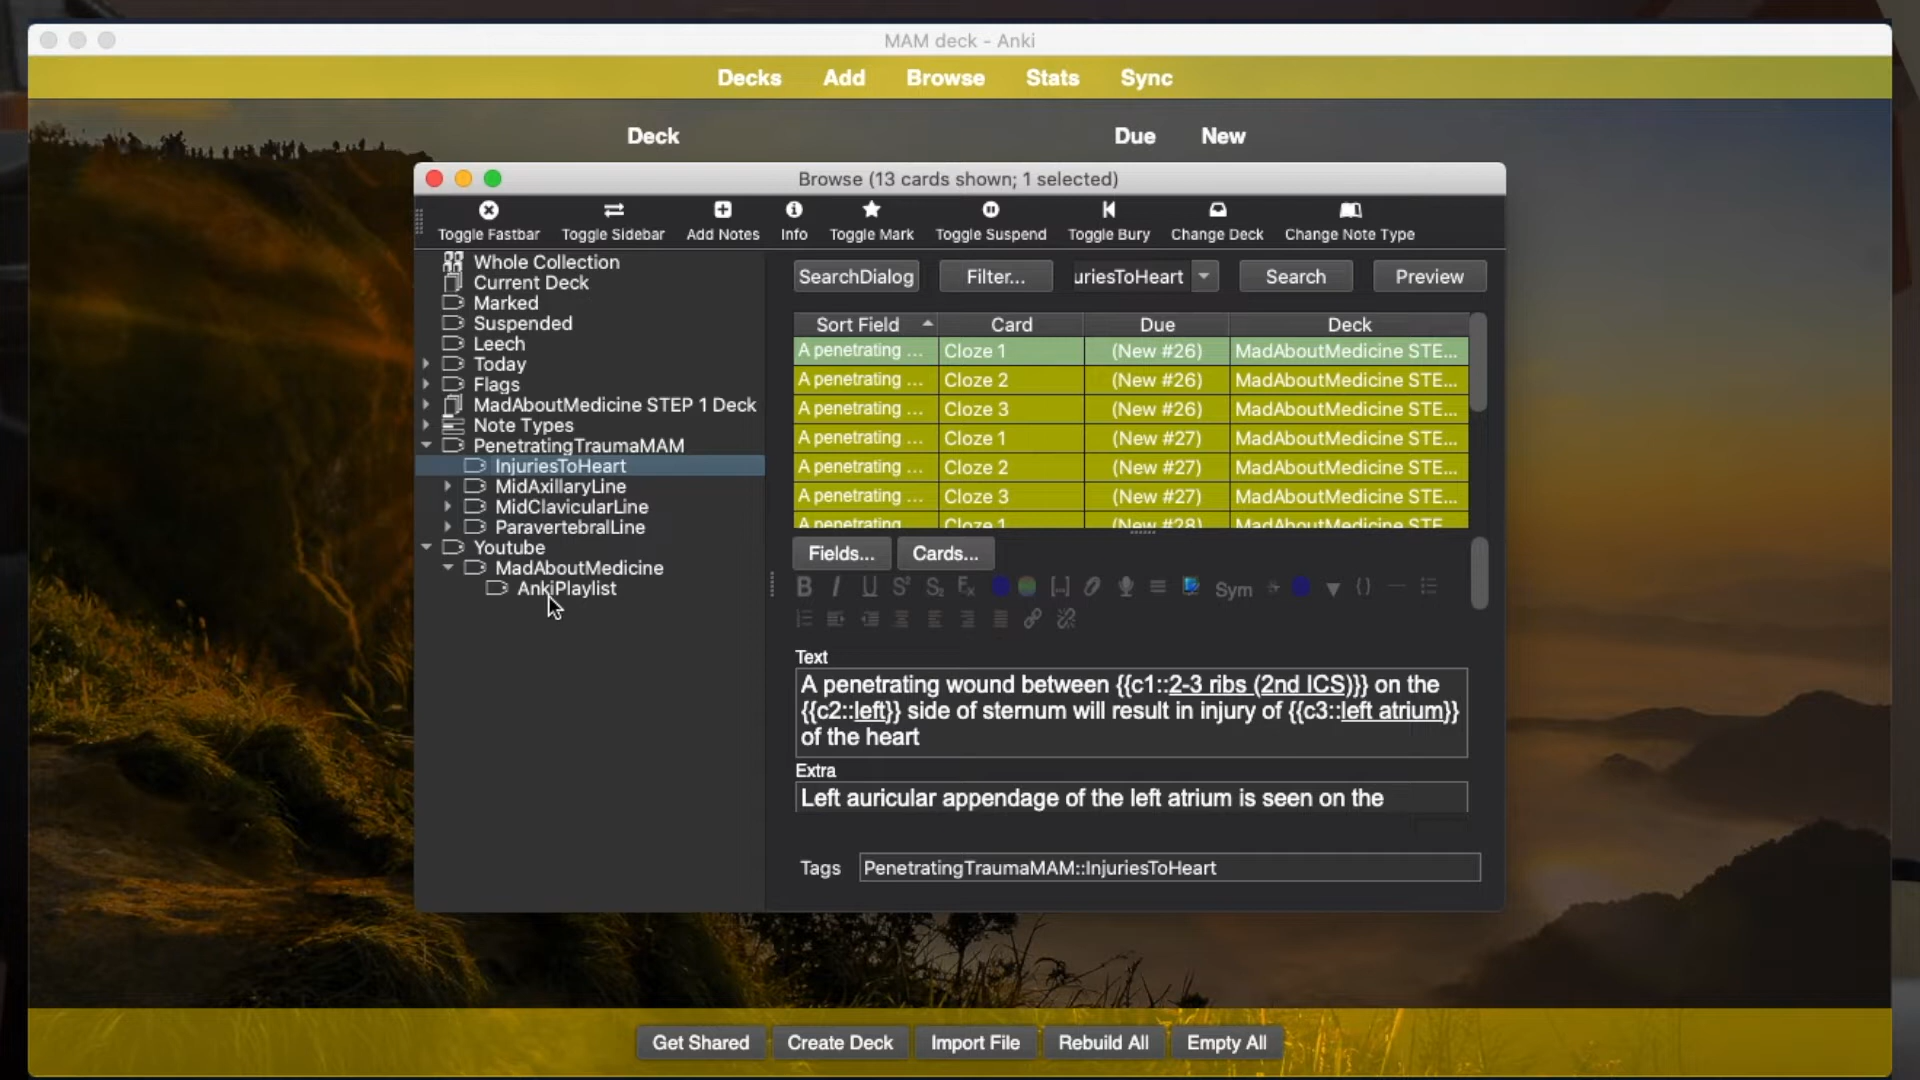 MAM deck - Anki
Decks Add Browse Stats Sync
Deck Due New
Browse (13 cards shown; 1 selected)
Toggle Fastbar Toggle Sidebar Add Notes Info Toggle Mark Toggle Suspend Toggle Bury Change Deck Change Note Type
Whole Collection
Current Deck
Marked
Suspended
Leech
Today
Flags
MadAboutMedicine STEP 1 Deck
Note Types
PenetratingTraumaMAM
InjuriesToHeart
MidAxillaryLine
MidClavicularLine
ParavertebralLine
Youtube
MadAboutMedicine
AnkiPlaylist
SearchDialog Filter... uriesToHeart Search Preview
Sort Field Card Due Deck
A penetrating ... Cloze 1 (New #26) MadAboutMedicine STE...
A penetrating ... Cloze 2 (New #26) MadAboutMedicine STE...
A penetrating ... Cloze 3 (New #26) MadAboutMedicine STE...
A penetrating ... Cloze 1 (New #27) MadAboutMedicine STE...
A penetrating ... Cloze 2 (New #27) MadAboutMedicine STE...
A penetrating ... Cloze 3 (New #27) MadAboutMedicine STE...
A penetrating Cloze 1 (New #28) MadAboutMedicine STE
Fields... Cards...
Sym
Text
A penetrating wound between {{c1::2-3 ribs (2nd ICS)}} on the
{{c2::left}} side of sternum will result in injury of {{c3::left atrium}}
of the heart
Extra
Left auricular appendage of the left atrium is seen on the
Tags PenetratingTraumaMAM::InjuriesToHeart
Get Shared Create Deck Import File Rebuild All Empty All